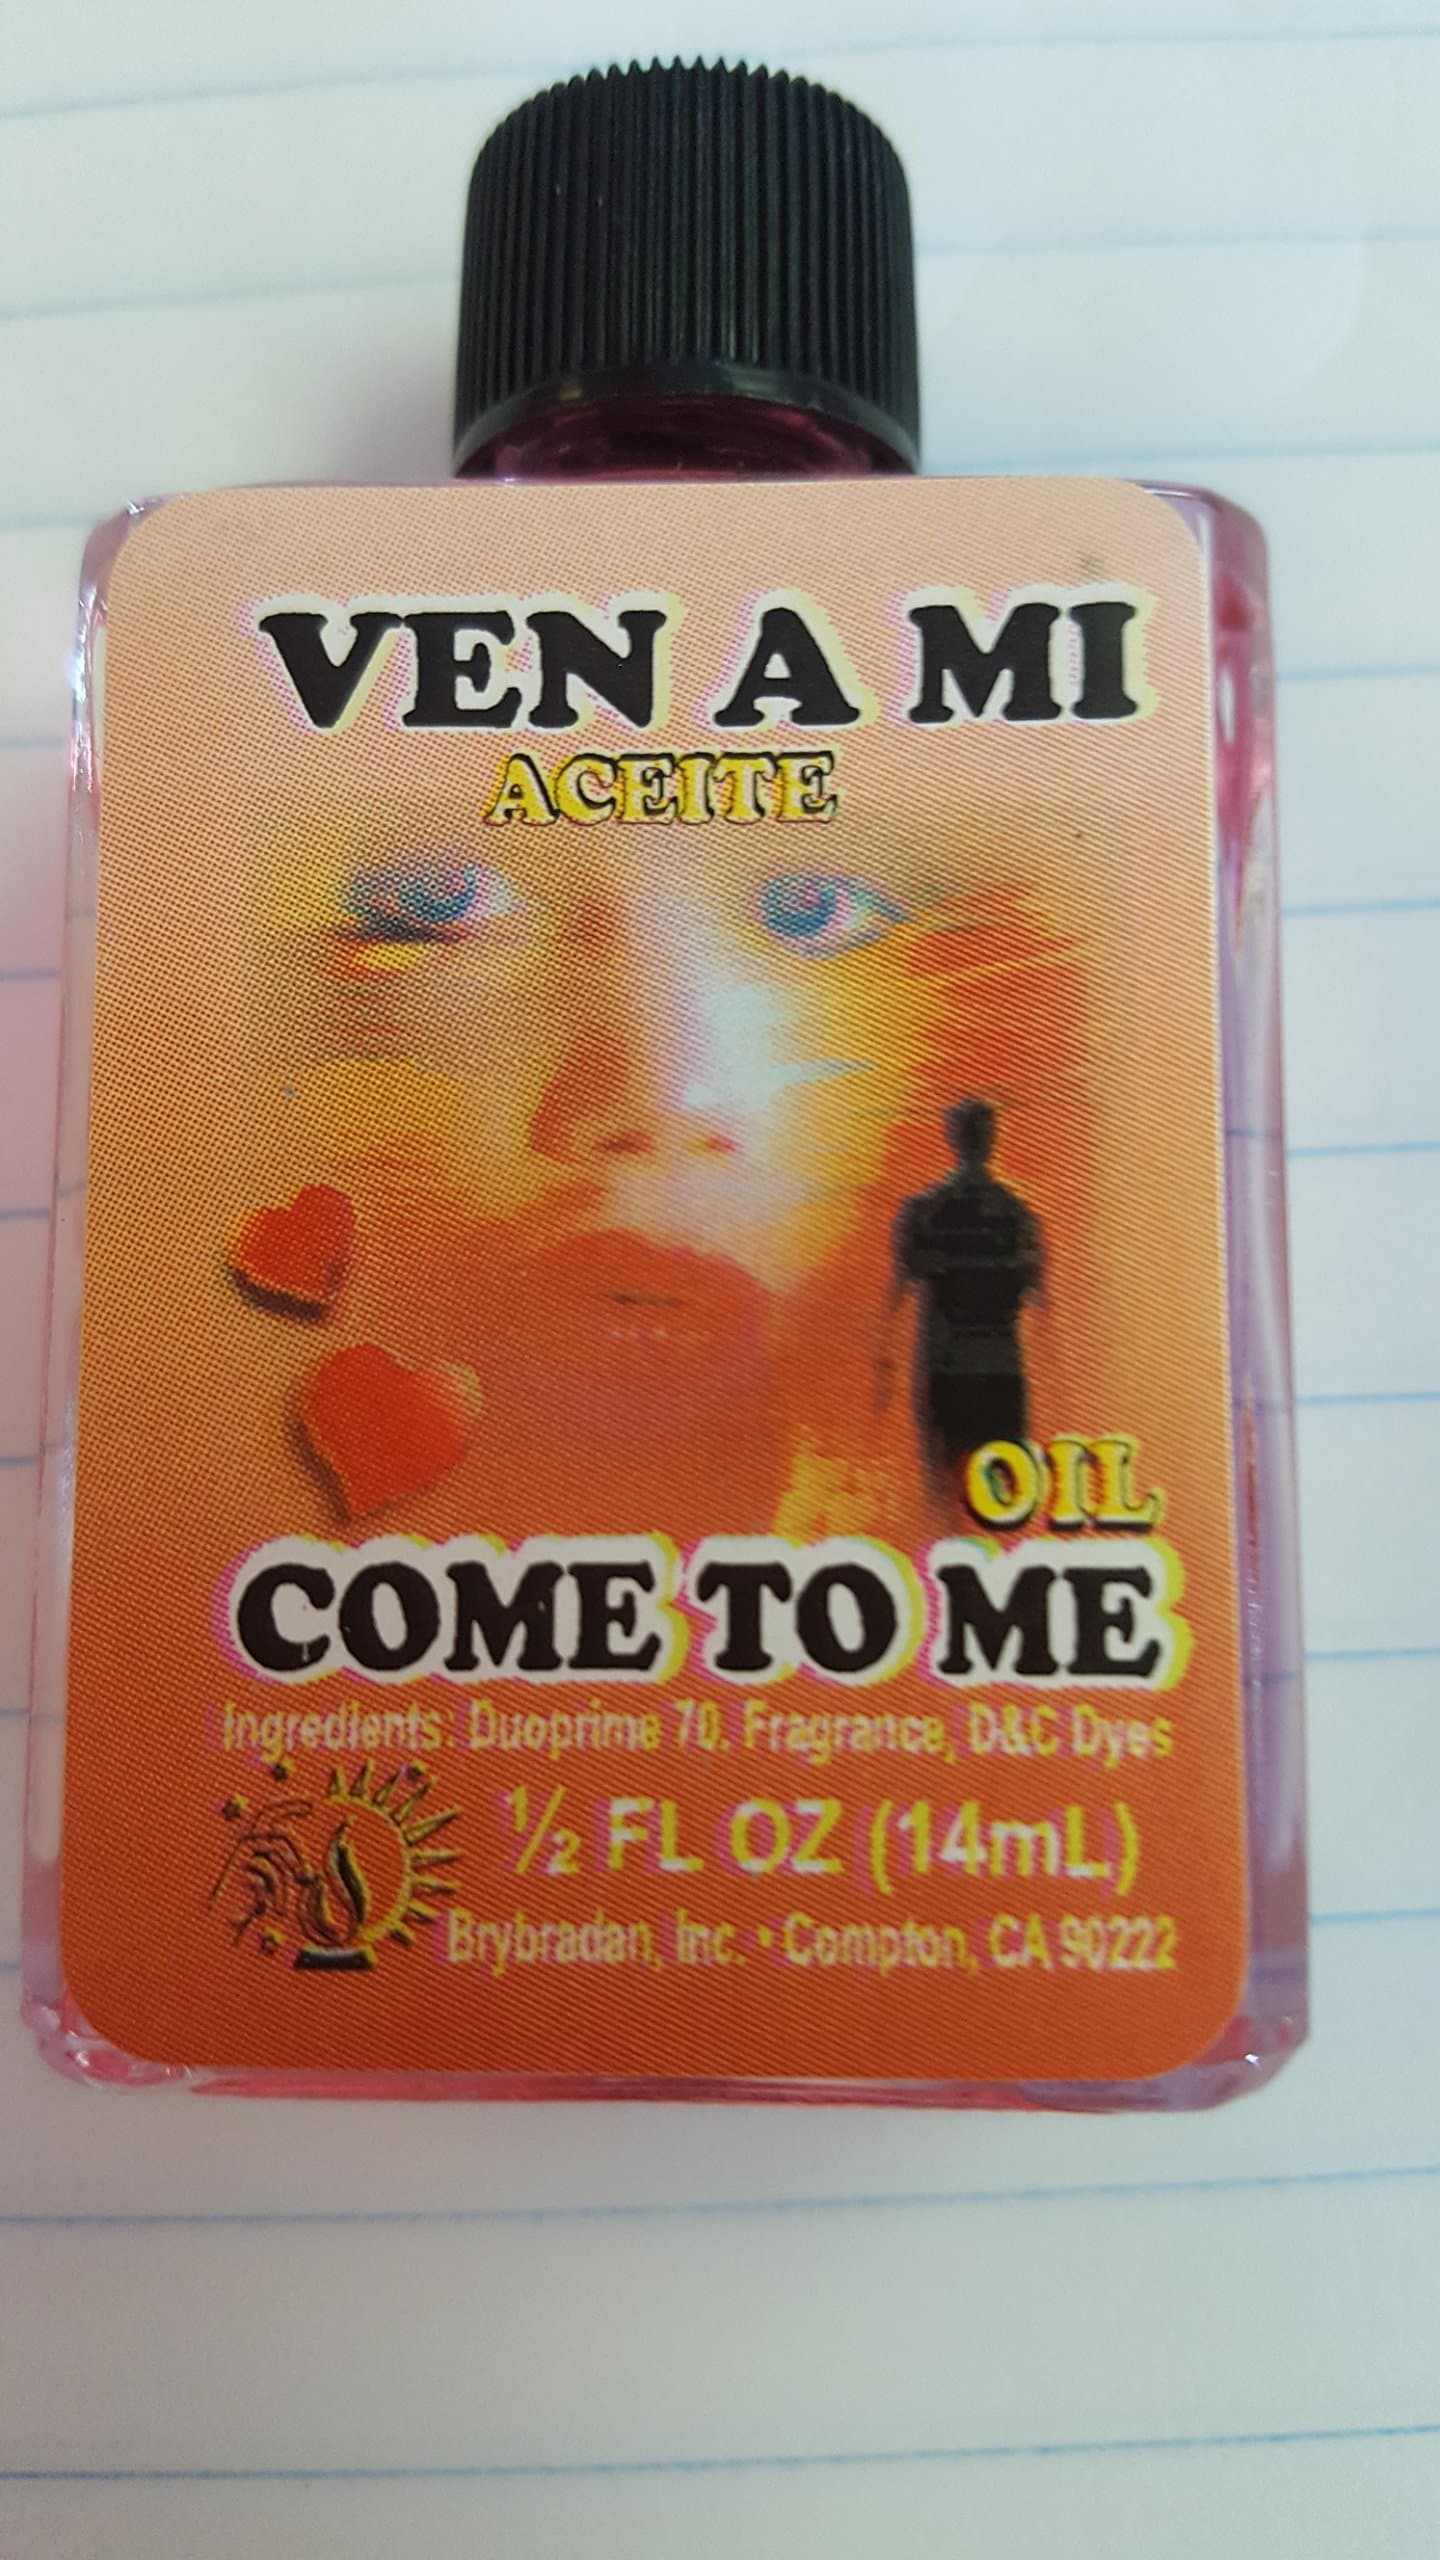 VEN A MI
ACEITE
OIL
COME TO ME
Ingredients: Duoprime 70, Fragrance, D&C Dyes
½ FL OZ (14mL)
Brybradan, Inc. • Compton, CA 90222